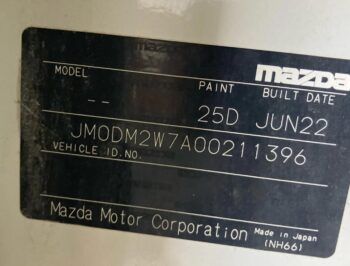 mazda
MODEL PAINT BUILT DATE
-- 25D JUN22
JM0DM2W7A00211396
VEHICLE ID.NO.
Mazda Motor Corporation Made in Japan
(NH66)